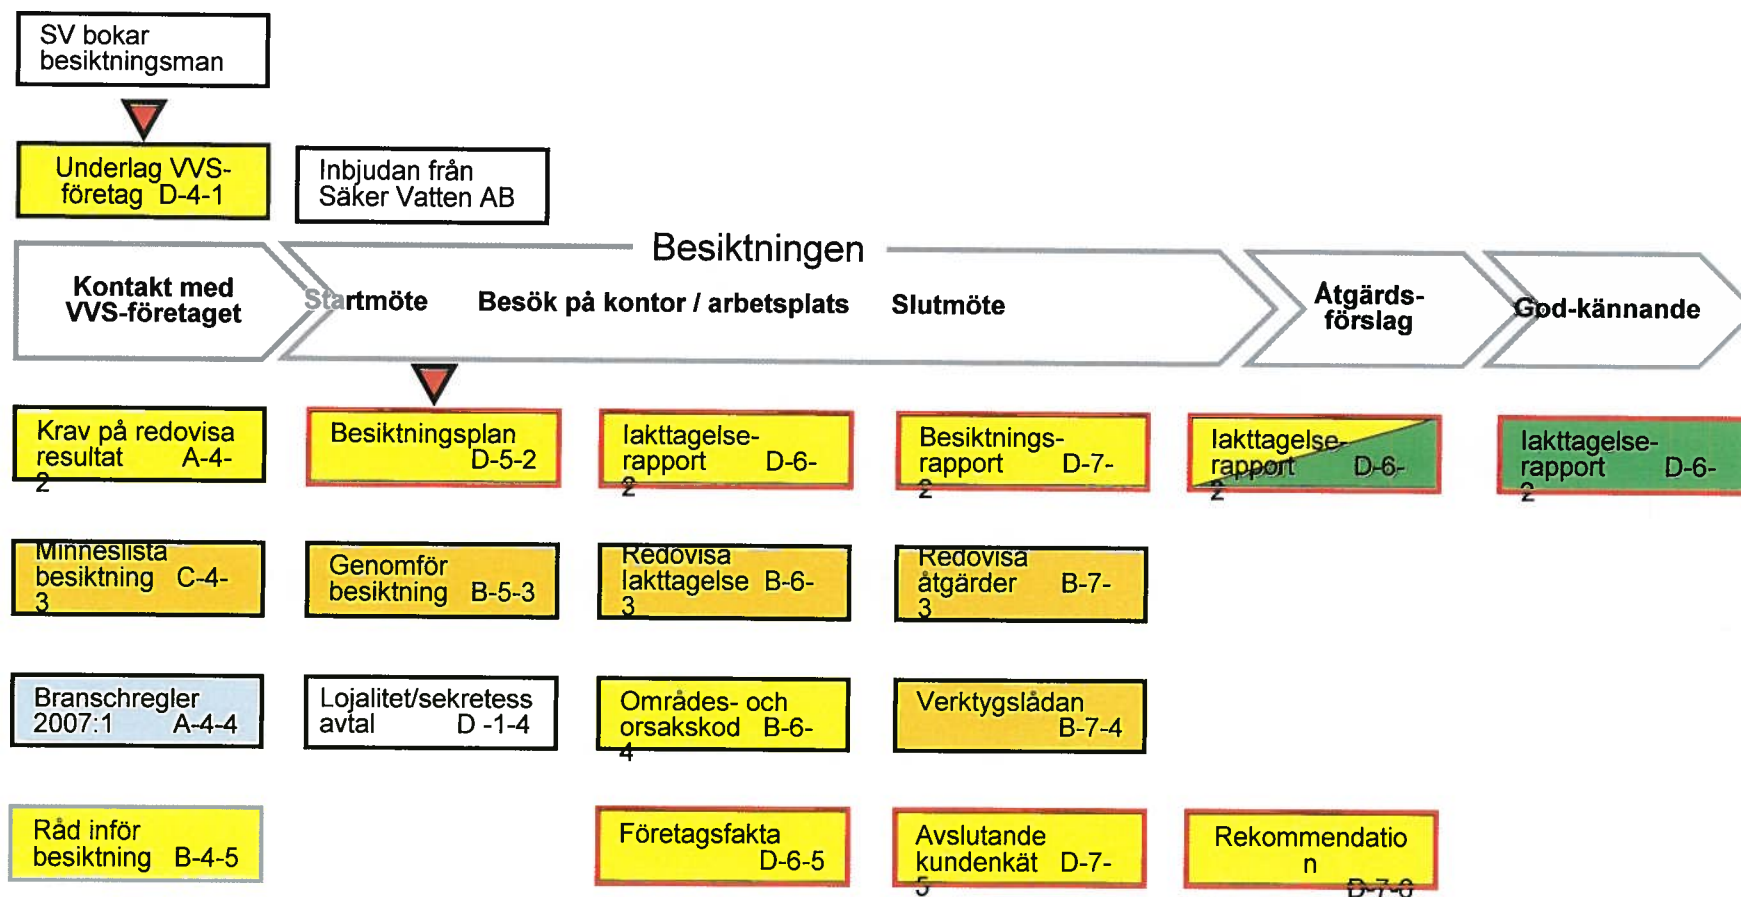 SV bokar
besiktningsman
Underlag VVS-
företag D-4-1
Inbjudan från
Säker Vatten AB
Besiktningen
Kontakt med
VVS-företaget
Startmöte
Besök på kontor / arbetsplats
Slutmöte
Åtgärds-
förslag
God-kännande
Krav på redovisa
resultat A-4-
2
Besiktningsplan
D-5-2
Iakttagelse-
rapport D-6-
2
Besiktnings-
rapport D-7-
2
Iakttagelse-
rapport D-6-
2
Iakttagelse-
rapport D-6-
2
Minneslista
besiktning C-4-
3
Genomför
besiktning B-5-3
Redovisa
Iakttagelse B-6-
3
Redovisa
åtgärder B-7-
3
Branschregler
2007:1 A-4-4
Lojalitet/sekretess
avtal D -1-4
Områdes- och
orsakskod B-6-
4
Verktygslådan
B-7-4
Råd inför
besiktning B-4-5
Företagsfakta
D-6-5
Avslutande
kundenkät D-7-
5
Rekommendatio
n